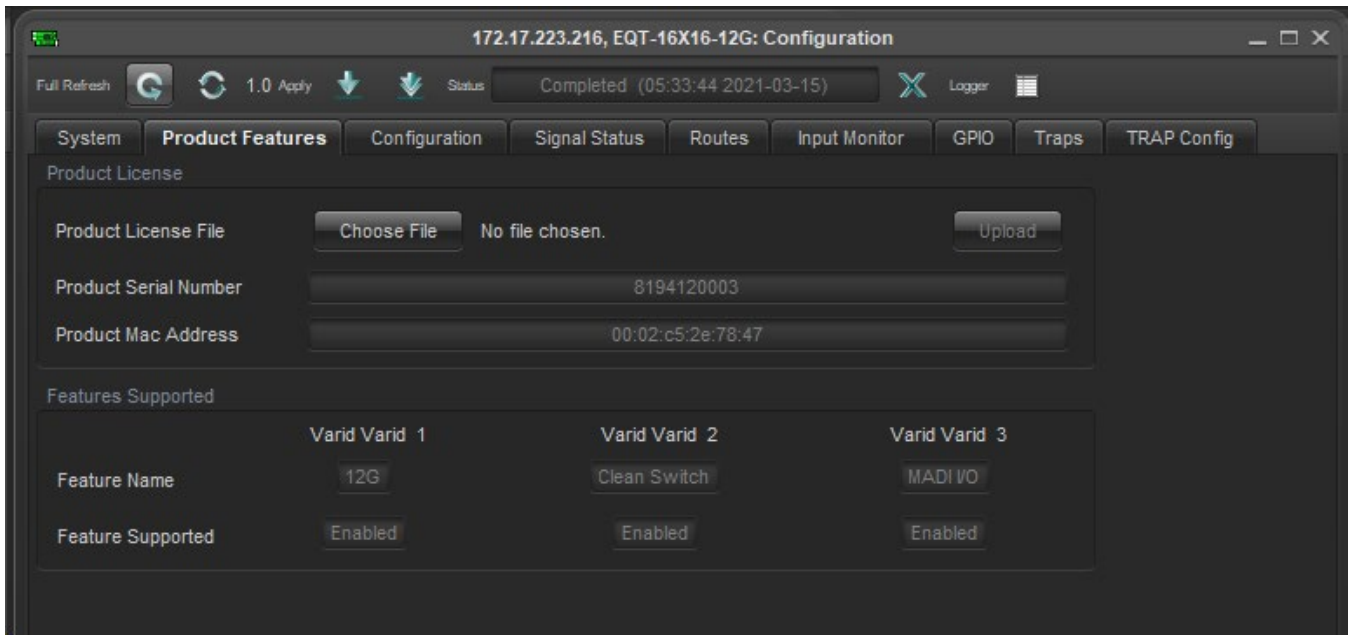 172.17.223.216, EQT-16X16-12G: Configuration
Full Refresh 1.0 Apply Status Completed (05:33:44 2021-03-15) Logger
System Product Features Configuration Signal Status Routes Input Monitor GPIO Traps TRAP Config
Product License
Product License File Choose File No file chosen. Upload
Product Serial Number 8194120003
Product Mac Address 00:02:c5:2e:78:47
Features Supported
Varid Varid 1 Varid Varid 2 Varid Varid 3
Feature Name 12G Clean Switch MADI I/O
Feature Supported Enabled Enabled Enabled